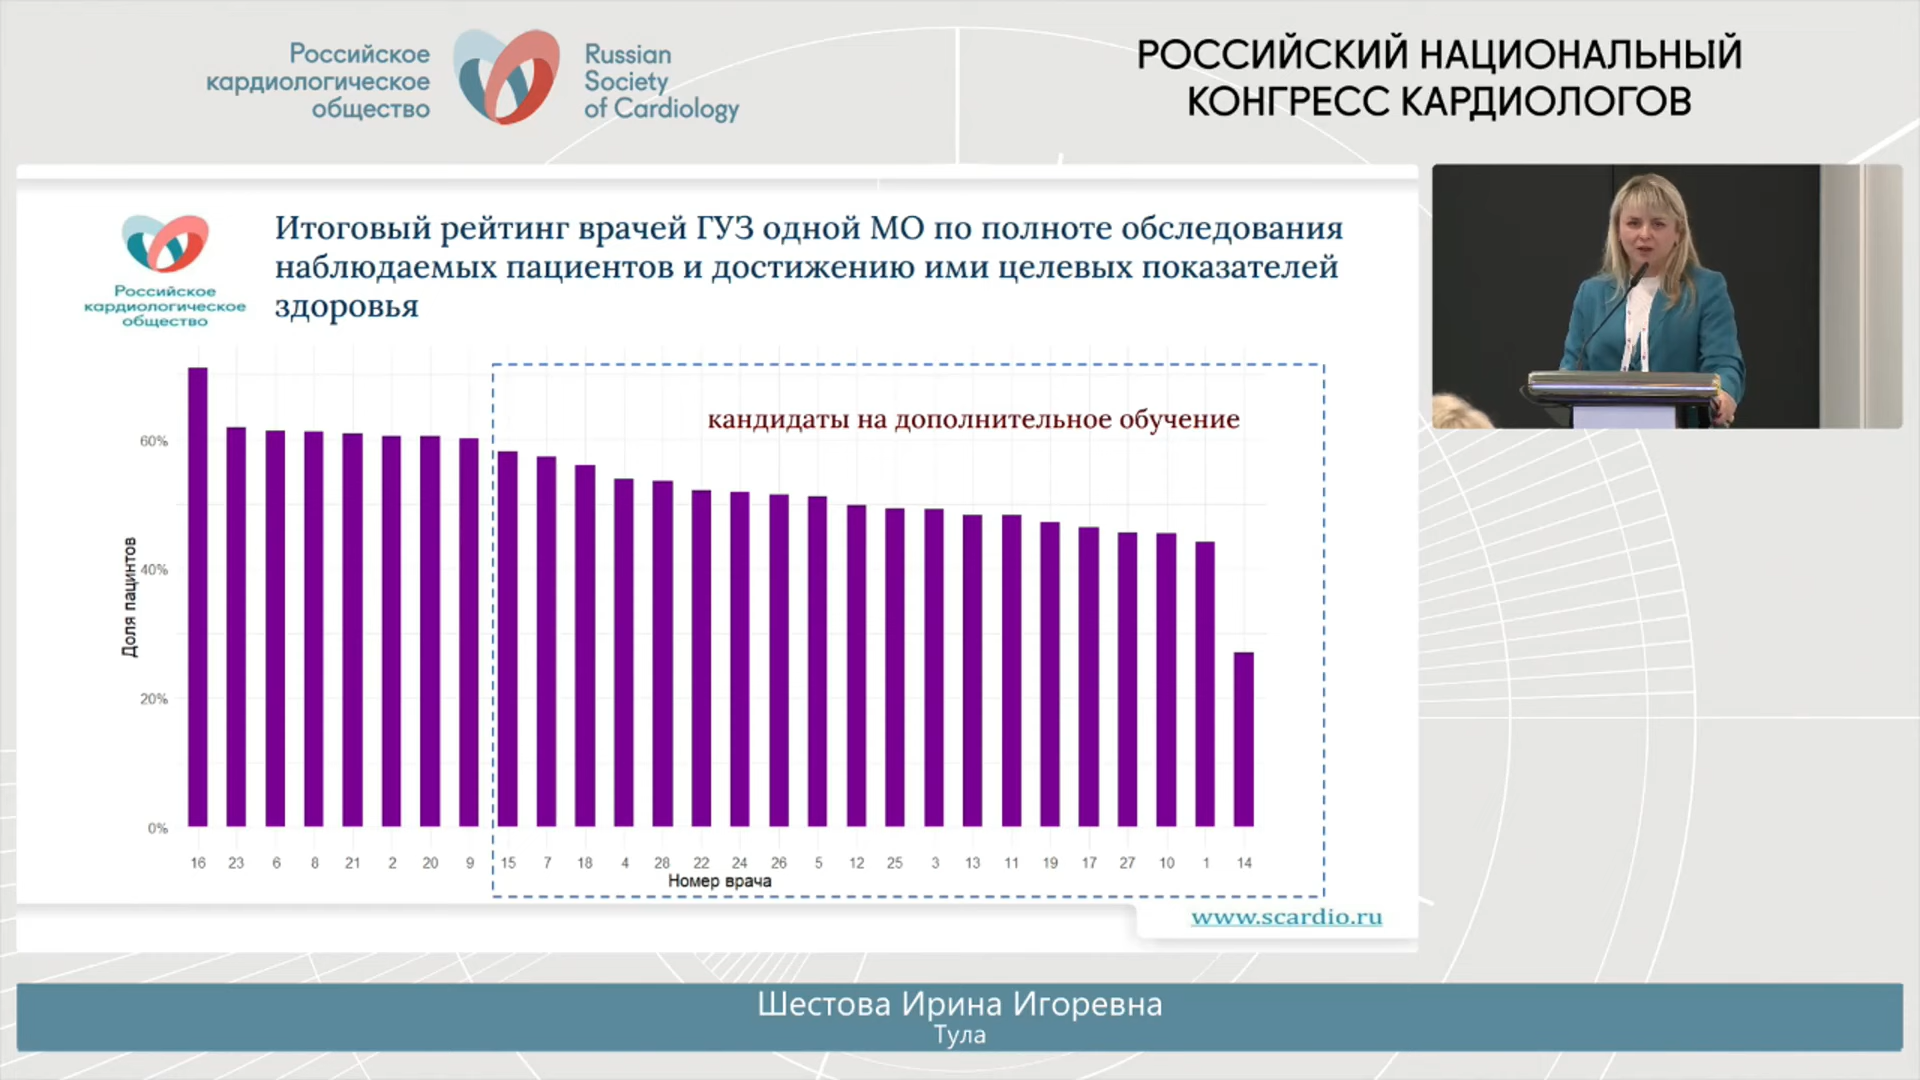 Российское
кардиологическое
общество
Russian
Society
of Cardiology
РОССИЙСКИЙ НАЦИОНАЛЬНЫЙ
КОНГРЕСС КАРДИОЛОГОВ
Российское
кардиологическое
общество
Итоговый рейтинг врачей ГУЗ одной МО по полноте обследования
наблюдаемых пациентов и достижению ими целевых показателей
здоровья
кандидаты на дополнительное обучение
Доля пацинтов
60%
40%
20%
0%
16 23 6 8 21 2 20 9 15 7 18 4 28 22 24 26 5 12 25 3 13 11 19 17 27 10 1 14
Номер врача
www.scardio.ru
Шестова Ирина Игоревна
Тула